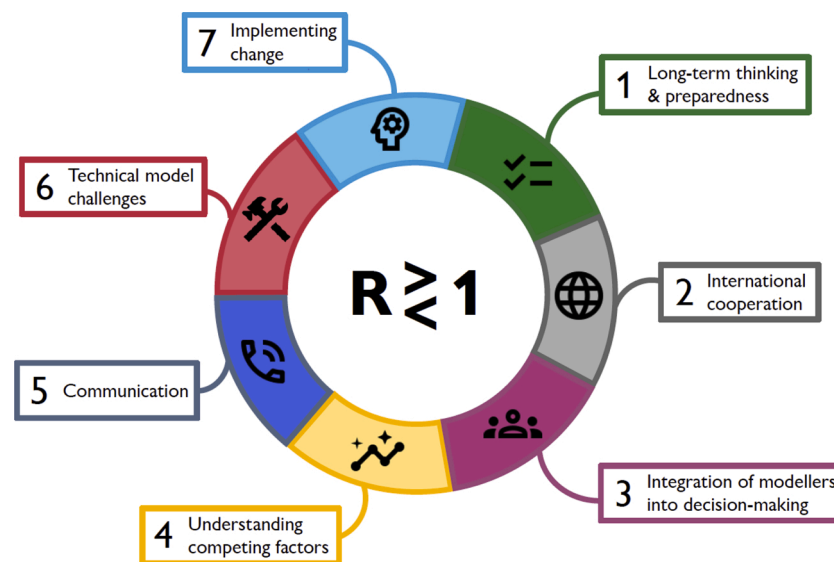 7 Implementing
change
1 Long-term thinking
& preparedness
6 Technical model
challenges
R ≷ 1
2 International
cooperation
5 Communication
3 Integration of modellers
into decision-making
4 Understanding
competing factors